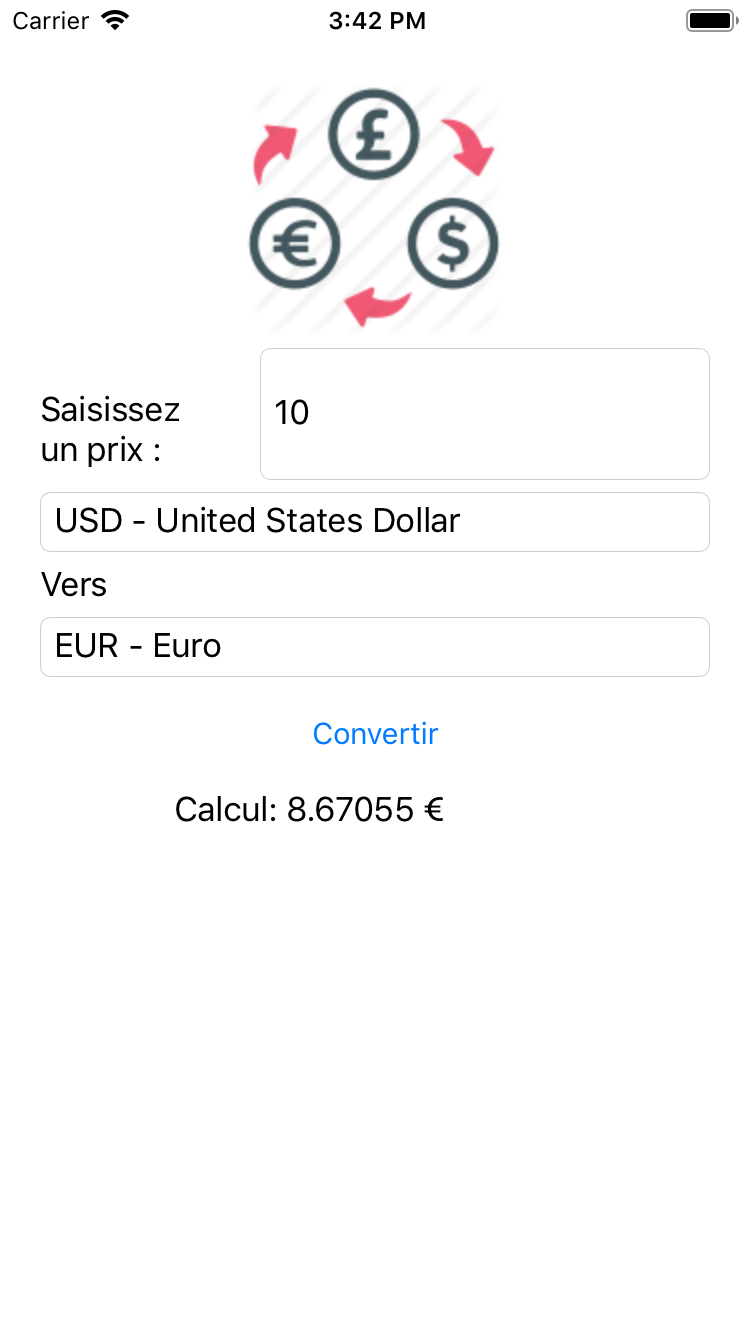 Carrier 3:42 PM
£
€ $
Saisissez
un prix :
10
USD - United States Dollar
Vers
EUR - Euro
Convertir
Calcul: 8.67055 €